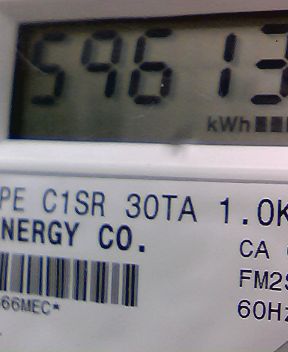 59613
kWh
PE C1SR 30TA 1.0K
NERGY CO.
CA
FM2S
66MEC*
60Hz